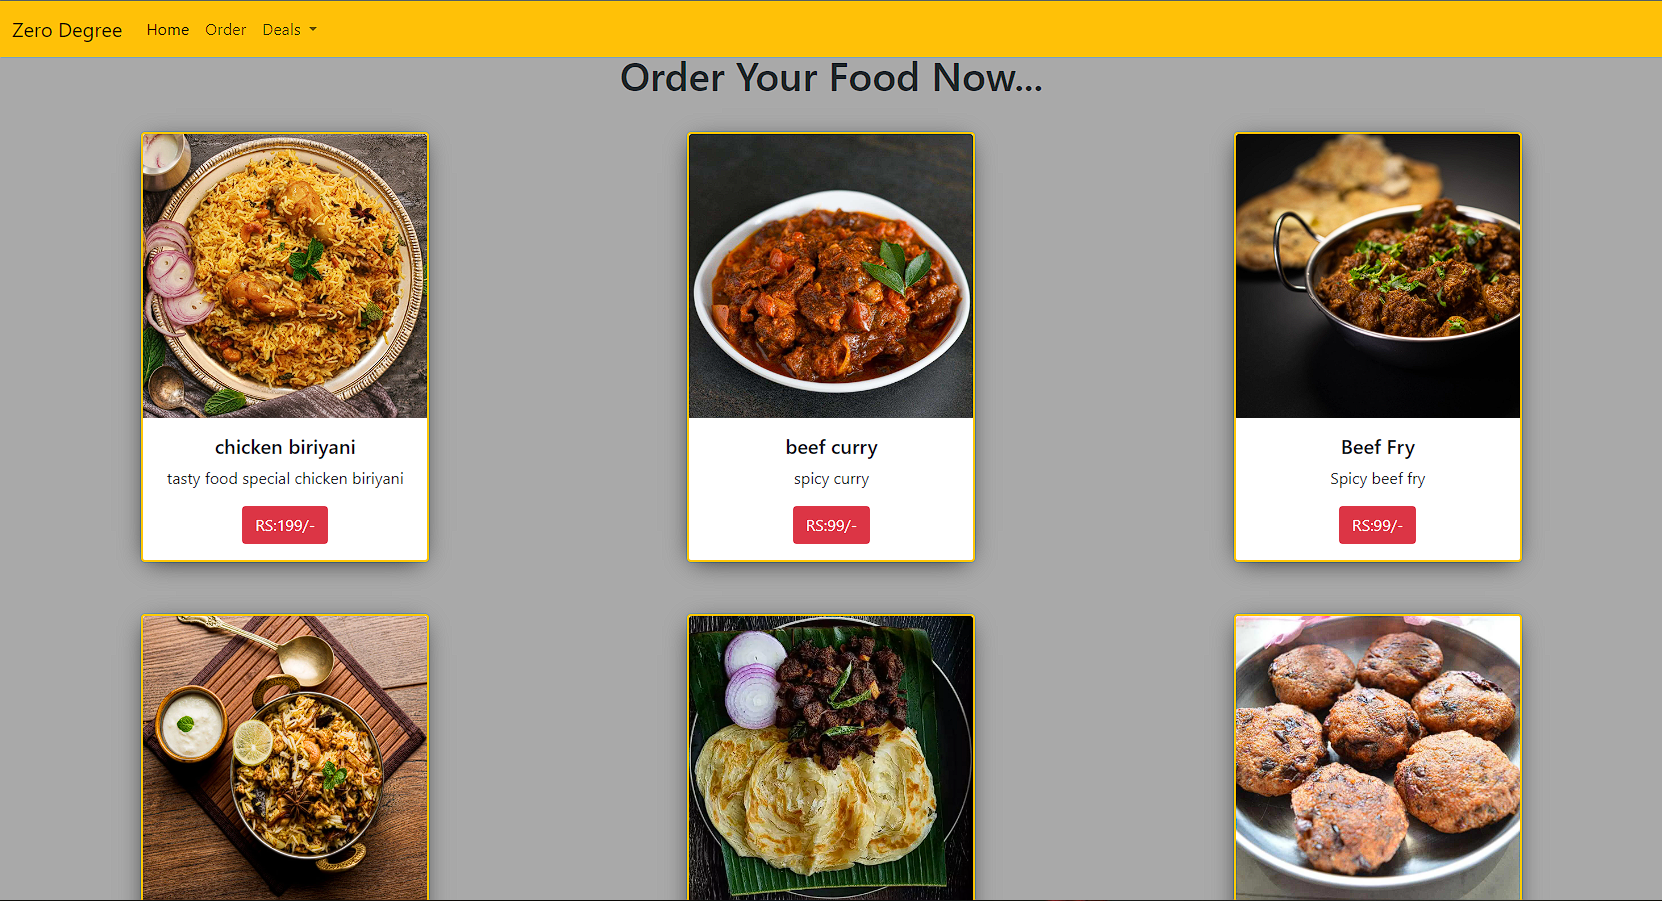 Zero Degree Home Order Deals
Order Your Food Now...
chicken biriyani
tasty food special chicken biriyani
RS:199/-
beef curry
spicy curry
RS:99/-
Beef Fry
Spicy beef fry
RS:99/-